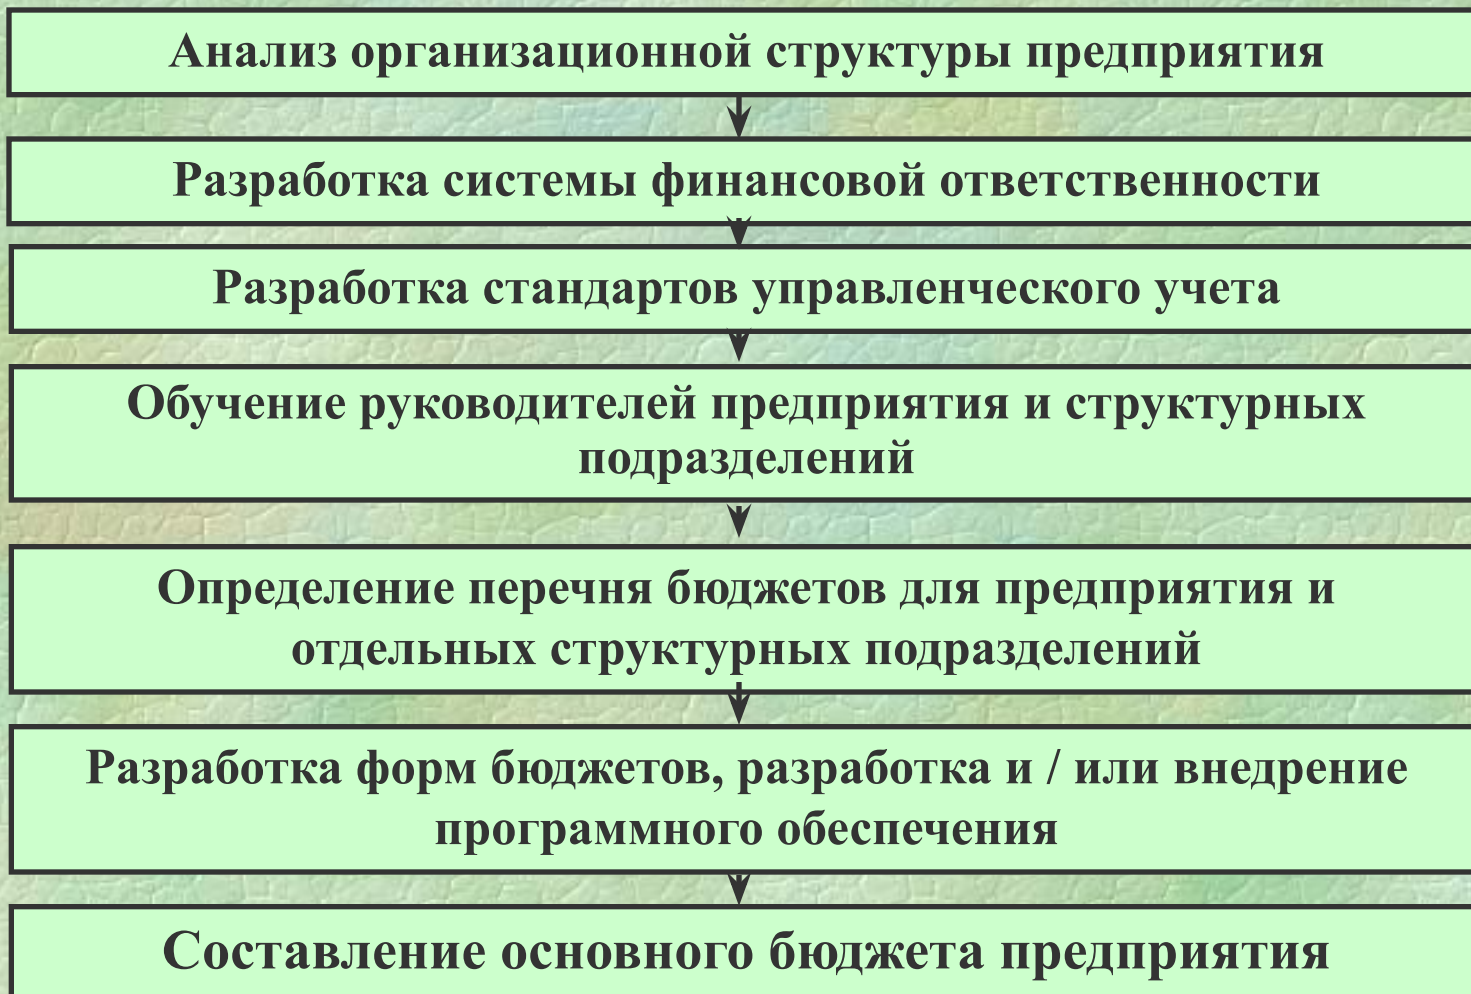 Анализ организационной структуры предприятия
Разработка системы финансовой ответственности
Разработка стандартов управленческого учета
Обучение руководителей предприятия и структурных
подразделений
Определение перечня бюджетов для предприятия и
отдельных структурных подразделений
Разработка форм бюджетов, разработка и / или внедрение
программного обеспечения
Составление основного бюджета предприятия